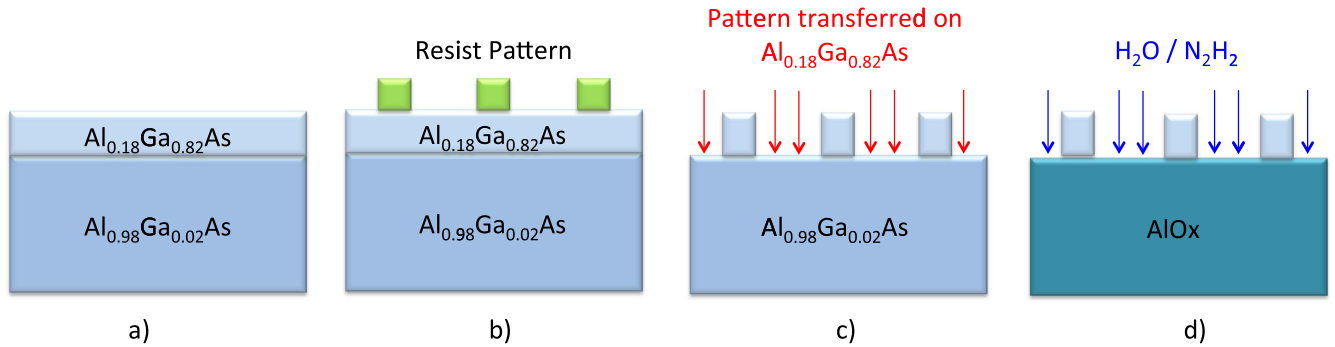 Al₀.₁₈Ga₀.₈₂As
Al₀.₉₈Ga₀.₀₂As
a)
Resist Pattern
Al₀.₁₈Ga₀.₈₂As
Al₀.₉₈Ga₀.₀₂As
b)
Pattern transferred on
Al₀.₁₈Ga₀.₈₂As
Al₀.₉₈Ga₀.₀₂As
c)
H₂O / N₂H₂
AlOx
d)